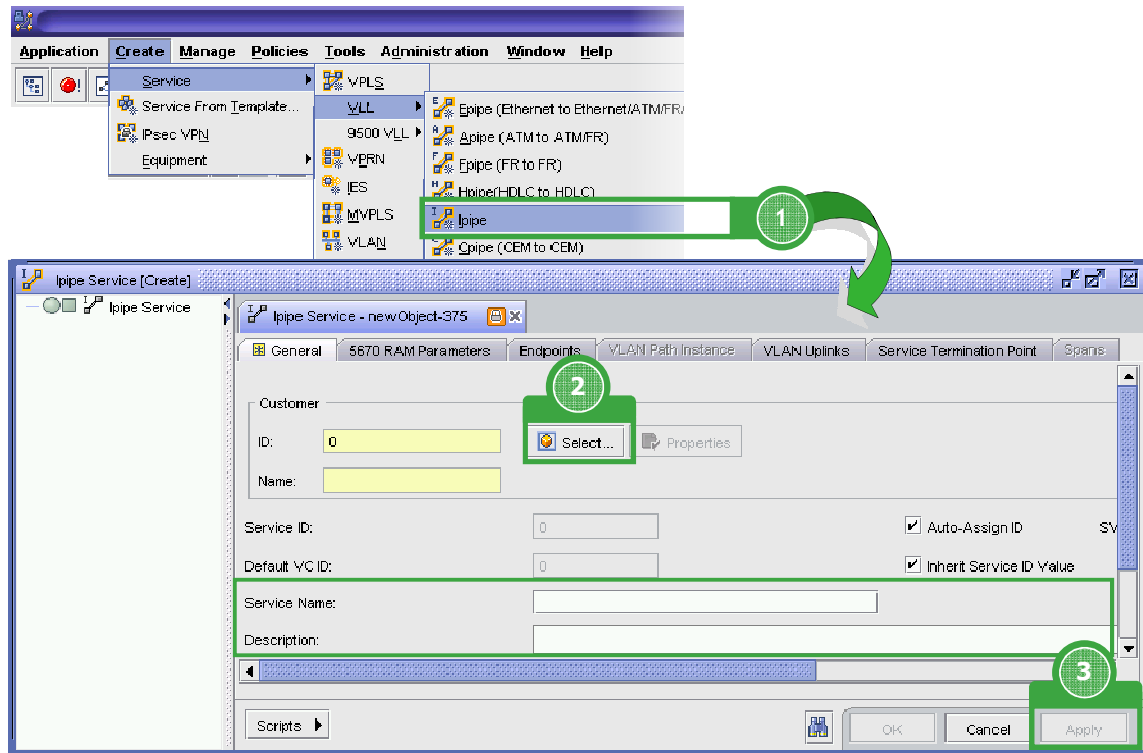 Application Create Manage Policies Tools Administration Window Help
Service
Service From Template...
IPsec VPN
Equipment
VPLS
VLL
9500 VLL
VPRN
IES
MVPLS
VLAN
Epipe (Ethernet to Ethernet/ATM/FR/
Apipe (ATM to ATM/FR)
Fpipe (FR to FR)
Hpipe(HDLC to HDLC)
Ipipe
Cpipe (CEM to CEM)
1
Ipipe Service [Create]
Ipipe Service
Ipipe Service - new Object-375
General 5670 RAM Parameters Endpoints VLAN Path Instance VLAN Uplinks Service Termination Point Spans
2
Customer
ID: 0 Select... Properties
Name:
Service ID: 0 Auto-Assign ID SV
Default VC ID: 0 Inherit Service ID Value
Service Name:
Description:
3
Scripts OK Cancel Apply